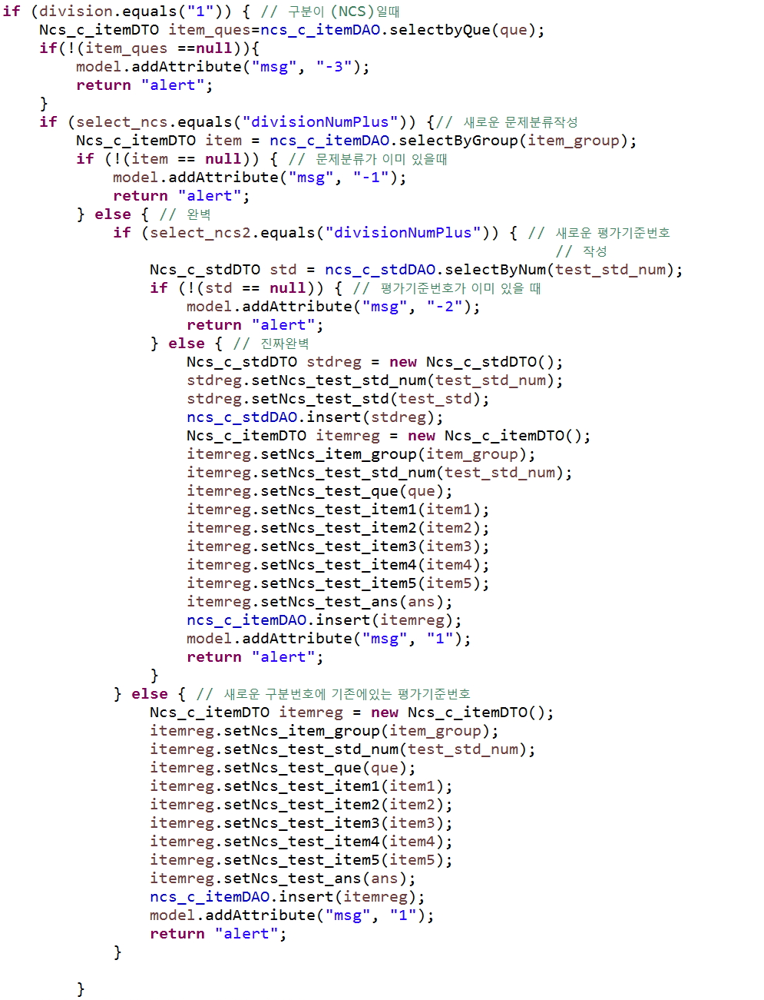 if (division.equals("1")) { // 구분이 (NCS)일때
    Ncs_c_itemDTO item_ques=ncs_c_itemDAO.selectbyQue(que);
    if(!(item_ques ==null)){
        model.addAttribute("msg", "-3");
        return "alert";
    }
    if (select_ncs.equals("divisionNumPlus")) {// 새로운 문제분류작성
        Ncs_c_itemDTO item = ncs_c_itemDAO.selectByGroup(item_group);
        if (!(item == null)) { // 문제분류가 이미 있을때
            model.addAttribute("msg", "-1");
            return "alert";
        } else { // 완벽
            if (select_ncs2.equals("divisionNumPlus")) { // 새로운 평가기준번호
                                                            // 작성
                Ncs_c_stdDTO std = ncs_c_stdDAO.selectByNum(test_std_num);
                if (!(std == null)) { // 평가기준번호가 이미 있을 때
                    model.addAttribute("msg", "-2");
                    return "alert";
                } else { // 진짜완벽
                    Ncs_c_stdDTO stdreg = new Ncs_c_stdDTO();
                    stdreg.setNcs_test_std_num(test_std_num);
                    stdreg.setNcs_test_std(test_std);
                    ncs_c_stdDAO.insert(stdreg);
                    Ncs_c_itemDTO itemreg = new Ncs_c_itemDTO();
                    itemreg.setNcs_item_group(item_group);
                    itemreg.setNcs_test_std_num(test_std_num);
                    itemreg.setNcs_test_que(que);
                    itemreg.setNcs_test_item1(item1);
                    itemreg.setNcs_test_item2(item2);
                    itemreg.setNcs_test_item3(item3);
                    itemreg.setNcs_test_item4(item4);
                    itemreg.setNcs_test_item5(item5);
                    itemreg.setNcs_test_ans(ans);
                    ncs_c_itemDAO.insert(itemreg);
                    model.addAttribute("msg", "1");
                    return "alert";
                }
            } else { // 새로운 구분번호에 기존에있는 평가기준번호
                Ncs_c_itemDTO itemreg = new Ncs_c_itemDTO();
                itemreg.setNcs_item_group(item_group);
                itemreg.setNcs_test_std_num(test_std_num);
                itemreg.setNcs_test_que(que);
                itemreg.setNcs_test_item1(item1);
                itemreg.setNcs_test_item2(item2);
                itemreg.setNcs_test_item3(item3);
                itemreg.setNcs_test_item4(item4);
                itemreg.setNcs_test_item5(item5);
                itemreg.setNcs_test_ans(ans);
                ncs_c_itemDAO.insert(itemreg);
                model.addAttribute("msg", "1");
                return "alert";
            }

        }